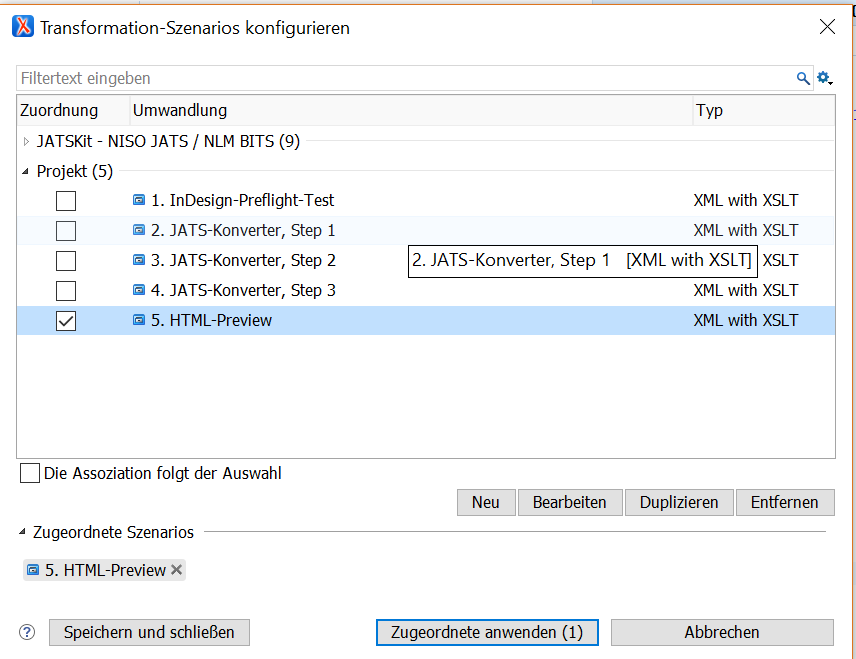 Transformation-Szenarios konfigurieren
Filtertext eingeben
Zuordnung Umwandlung Typ
JATSKit - NISO JATS / NLM BITS (9)
Projekt (5)
1. InDesign-Preflight-Test XML with XSLT
2. JATS-Konverter, Step 1 XML with XSLT
3. JATS-Konverter, Step 2 XSLT
2. JATS-Konverter, Step 1 [XML with XSLT]
4. JATS-Konverter, Step 3 XML with XSLT
5. HTML-Preview XML with XSLT
Die Assoziation folgt der Auswahl
Neu Bearbeiten Duplizieren Entfernen
Zugeordnete Szenarios
5. HTML-Preview
? Speichern und schließen Zugeordnete anwenden (1) Abbrechen